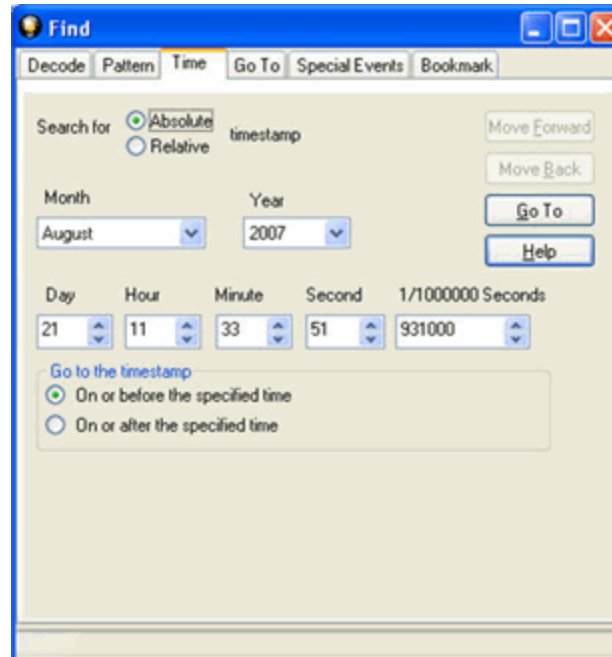 Find
Decode Pattern Time Go To Special Events Bookmark
Search for Absolute timestamp
Relative
Move Forward
Move Back
Go To
Help
Month Year
August 2007
Day Hour Minute Second 1/1000000 Seconds
21 11 33 51 931000
Go to the timestamp
On or before the specified time
On or after the specified time